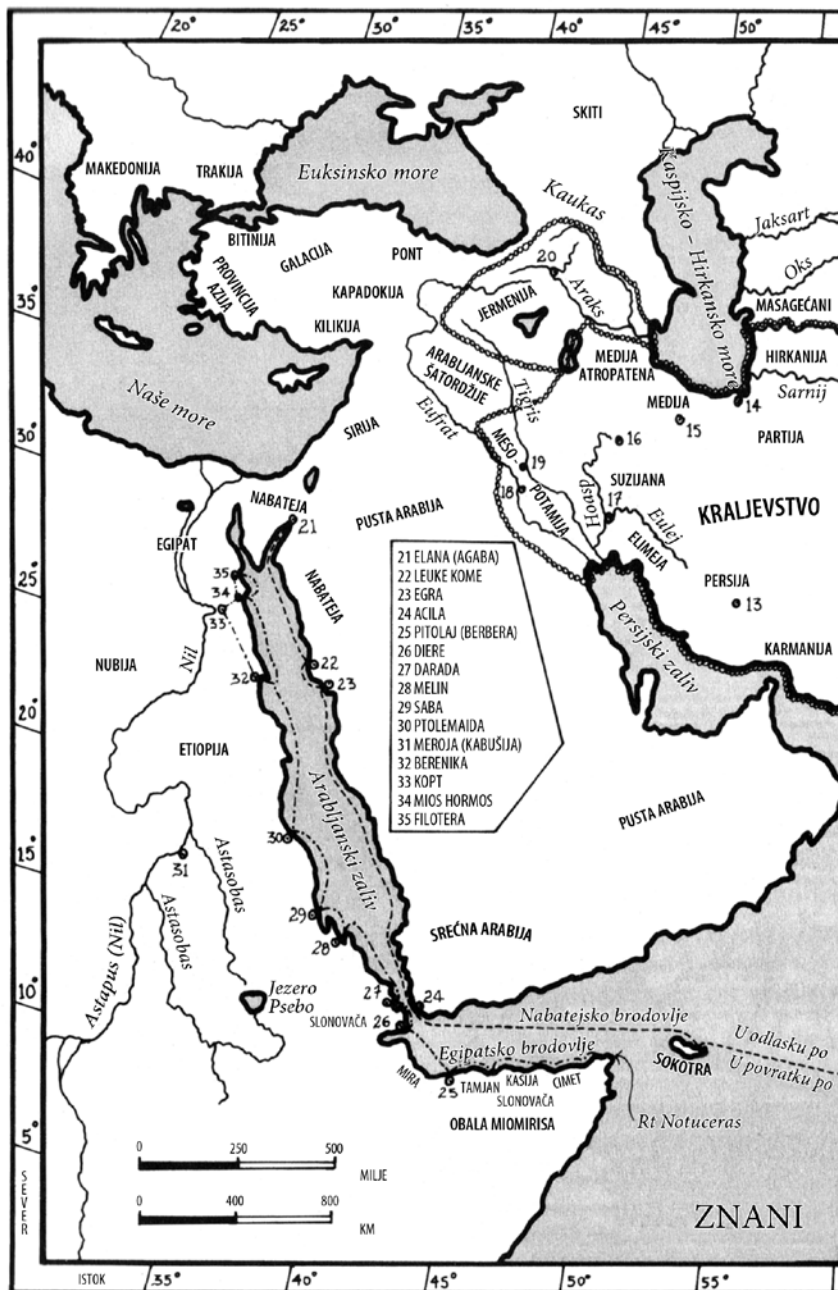 20° 25° 30° 35° 40° 45° 50°
40°
35°
30°
25°
20°
15°
10°
5°
SKITI
MAKEDONIJA
TRAKIJA
Euksinsko more
Kaukas
Kaspijsko – Hirkansko more
Jaksart
Oks
BITINIJA
GALACIJA
PONT
PROVINCIJA
AZIJA
KAPADOKIJA
KILIKIJA
20
Araks
JERMENIJA
MASAGEĆANI
HIRKANIJA
Sarnij
ARABLJANSKE
ŠATORDŽIJE
MEDIJA
ATROPATENA
MEDIJA
14
15
16
PARTIJA
Naše more
SIRIJA
Eufrat
Tigris
MESO-
POTAMIJA
19
18
Hoasp
17
SUZIJANA
Eulej
ELIMEJA
KRALJEVSTVO
NABATEJA
21
PUSTA ARABIJA
EGIPAT
NABATEJA
PERSIJA
13
KARMANIJA
Persijski zaliv
35
34
33
Nil
NUBIJA
32
22
23
21 ELANA (AGABA)
22 LEUKE KOME
23 EGRA
24 ACILA
25 PITOLAJ (BERBERA)
26 DIERE
27 DARADA
28 MELIN
29 SABA
30 PTOLEMAIDA
31 MEROJA (KABUŠIJA)
32 BERENIKA
33 KOPT
34 MIOS HORMOS
35 FILOTERA
ETIOPIJA
Arabljanski zaliv
PUSTA ARABIJA
30
31
Astasobas
Astasobas
Astapus (Nil)
29
28
SREĆNA ARABIJA
Jezero
Psebo
27
24
SLONOVAČA
26
Nabatejsko brodovlje
Egipatsko brodovlje
U odlasku po
U povratku po
SOKOTRA
MIRA
25
TAMJAN
KASIJA
SLONOVAČA
CIMET
OBALA MIOMIRISA
Rt Notuceras
0 250 500
MILJE
0 400 800
KM
ZNANI
SEVER
ISTOK
35° 40° 45° 50° 55°